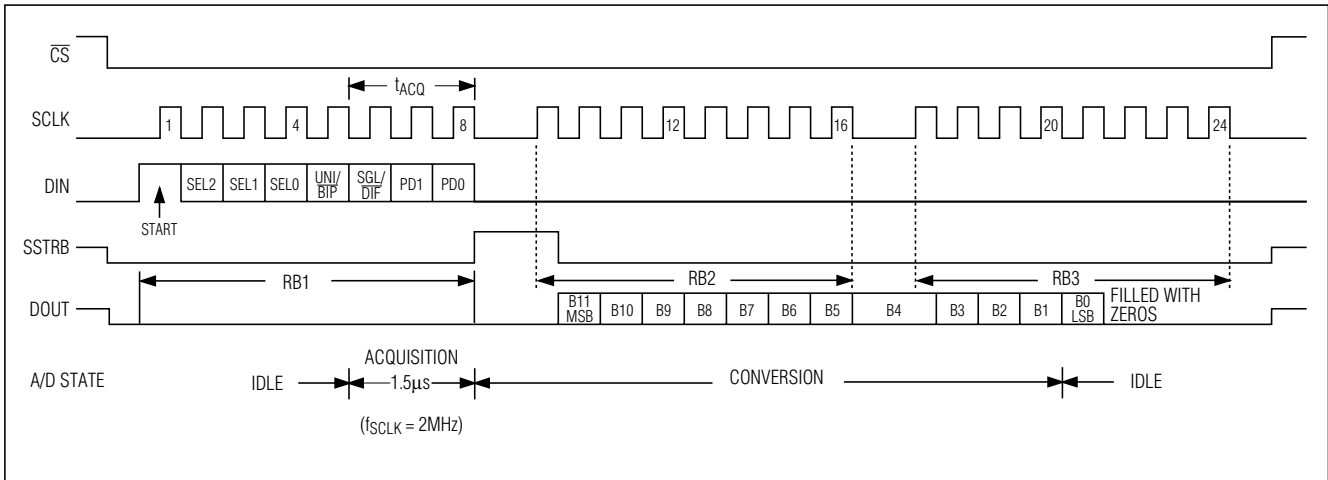 CS
tACQ
SCLK 1 4 8 12 16 20 24
DIN SEL2 SEL1 SEL0 UNI/ BIP SGL/ DIF PD1 PD0
START
SSTRB
RB1 RB2 RB3
DOUT B11 MSB B10 B9 B8 B7 B6 B5 B4 B3 B2 B1 B0 LSB FILLED WITH ZEROS
A/D STATE IDLE ACQUISITION 1.5µs CONVERSION IDLE
(fSCLK = 2MHz)